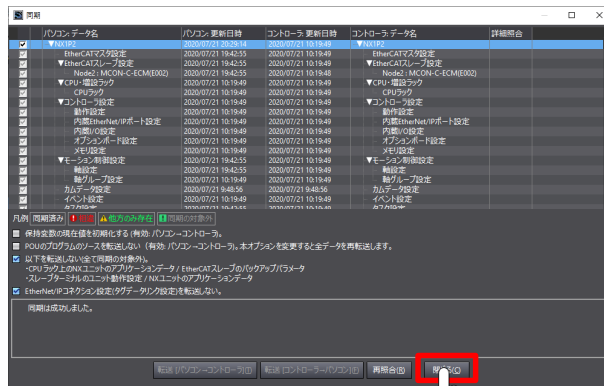 同期
パソコン:データ名 パソコン:更新日時 コントローラ:更新日時 コントローラ:データ名 詳細照合
▼NX1P2 2020/07/21 20:29:14 2020/07/21 10:19:49 ▼NX1P2
EtherCATマスタ設定 2020/07/21 19:42:55 2020/07/21 10:19:49 EtherCATマスタ設定
▼EtherCATスレーブ設定 2020/07/21 19:42:55 2020/07/21 10:19:49 ▼EtherCATスレーブ設定
Node2 : MCON-C-ECM(E002) 2020/07/21 19:42:55 2020/07/21 10:19:48 Node2 : MCON-C-ECM(E002)
▼CPU・増設ラック 2020/07/21 10:19:49 2020/07/21 10:19:49 ▼CPU・増設ラック
CPUラック 2020/07/21 10:19:49 2020/07/21 10:19:49 CPUラック
▼コントローラ設定 2020/07/21 10:19:49 2020/07/21 10:19:49 ▼コントローラ設定
動作設定 2020/07/21 10:19:49 2020/07/21 10:19:49 動作設定
内蔵EtherNet/IPポート設定 2020/07/21 10:19:49 2020/07/21 10:19:49 内蔵EtherNet/IPポート設定
内蔵I/O設定 2020/07/21 10:19:49 2020/07/21 10:19:49 内蔵I/O設定
オプションボード設定 2020/07/21 10:19:49 2020/07/21 10:19:49 オプションボード設定
メモリ設定 2020/07/21 10:19:49 2020/07/21 10:19:49 メモリ設定
▼モーション制御設定 2020/07/21 19:42:55 2020/07/21 10:19:49 ▼モーション制御設定
軸設定 2020/07/21 19:42:55 2020/07/21 10:19:49 軸設定
軸グループ設定 2020/07/21 10:19:49 2020/07/21 10:19:49 軸グループ設定
カムデータ設定 2020/07/21 9:48:56 2020/07/21 9:48:56 カムデータ設定
イベント設定 2020/07/21 10:19:49 2020/07/21 10:19:49 イベント設定
タスク設定 2020/07/21 10:19:49
凡例 同期済み ! ▲他方のみ存在 !同期の対象外
保持変数の現在値を初期化する (有効: パソコン→コントローラ)。
POUのプログラムのソースを転送しない (有効: パソコン→コントローラ)。本オプションを変更すると全データを再転送します。
以下を転送しない(全て同期の対象外)。
・CPUラック上のNXユニットのアプリケーションデータ / EtherCATスレーブのバックアップパラメータ
・スレーブターミナルのユニット動作設定 / NXユニットのアプリケーションデータ
EtherNet/IPコネクション設定(タグデータリンク設定)を転送しない。
同期は成功しました。
転送 [パソコン→コントローラ](T) 転送 [コントローラ→パソコン](F) 再照合(R)